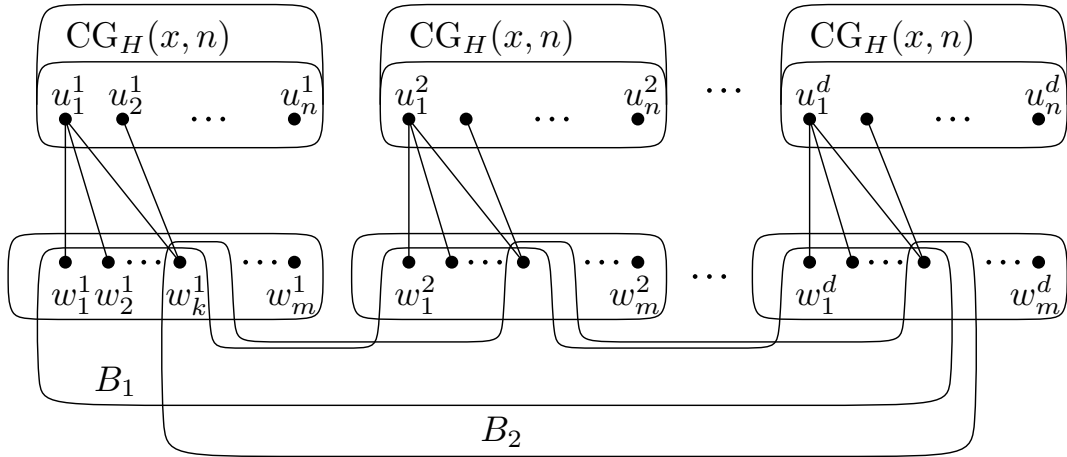 CG_H(x, n) CG_H(x, n) CG_H(x, n)
u_1^1 u_2^1 u_n^1 u_1^2 u_n^2 ··· u_1^d u_n^d
··· ··· ···
··· ··· ··· ··· ··· ···
w_1^1 w_2^1 w_k^1 w_m^1 w_1^2 w_m^2 ··· w_1^d w_m^d
B_1
B_2